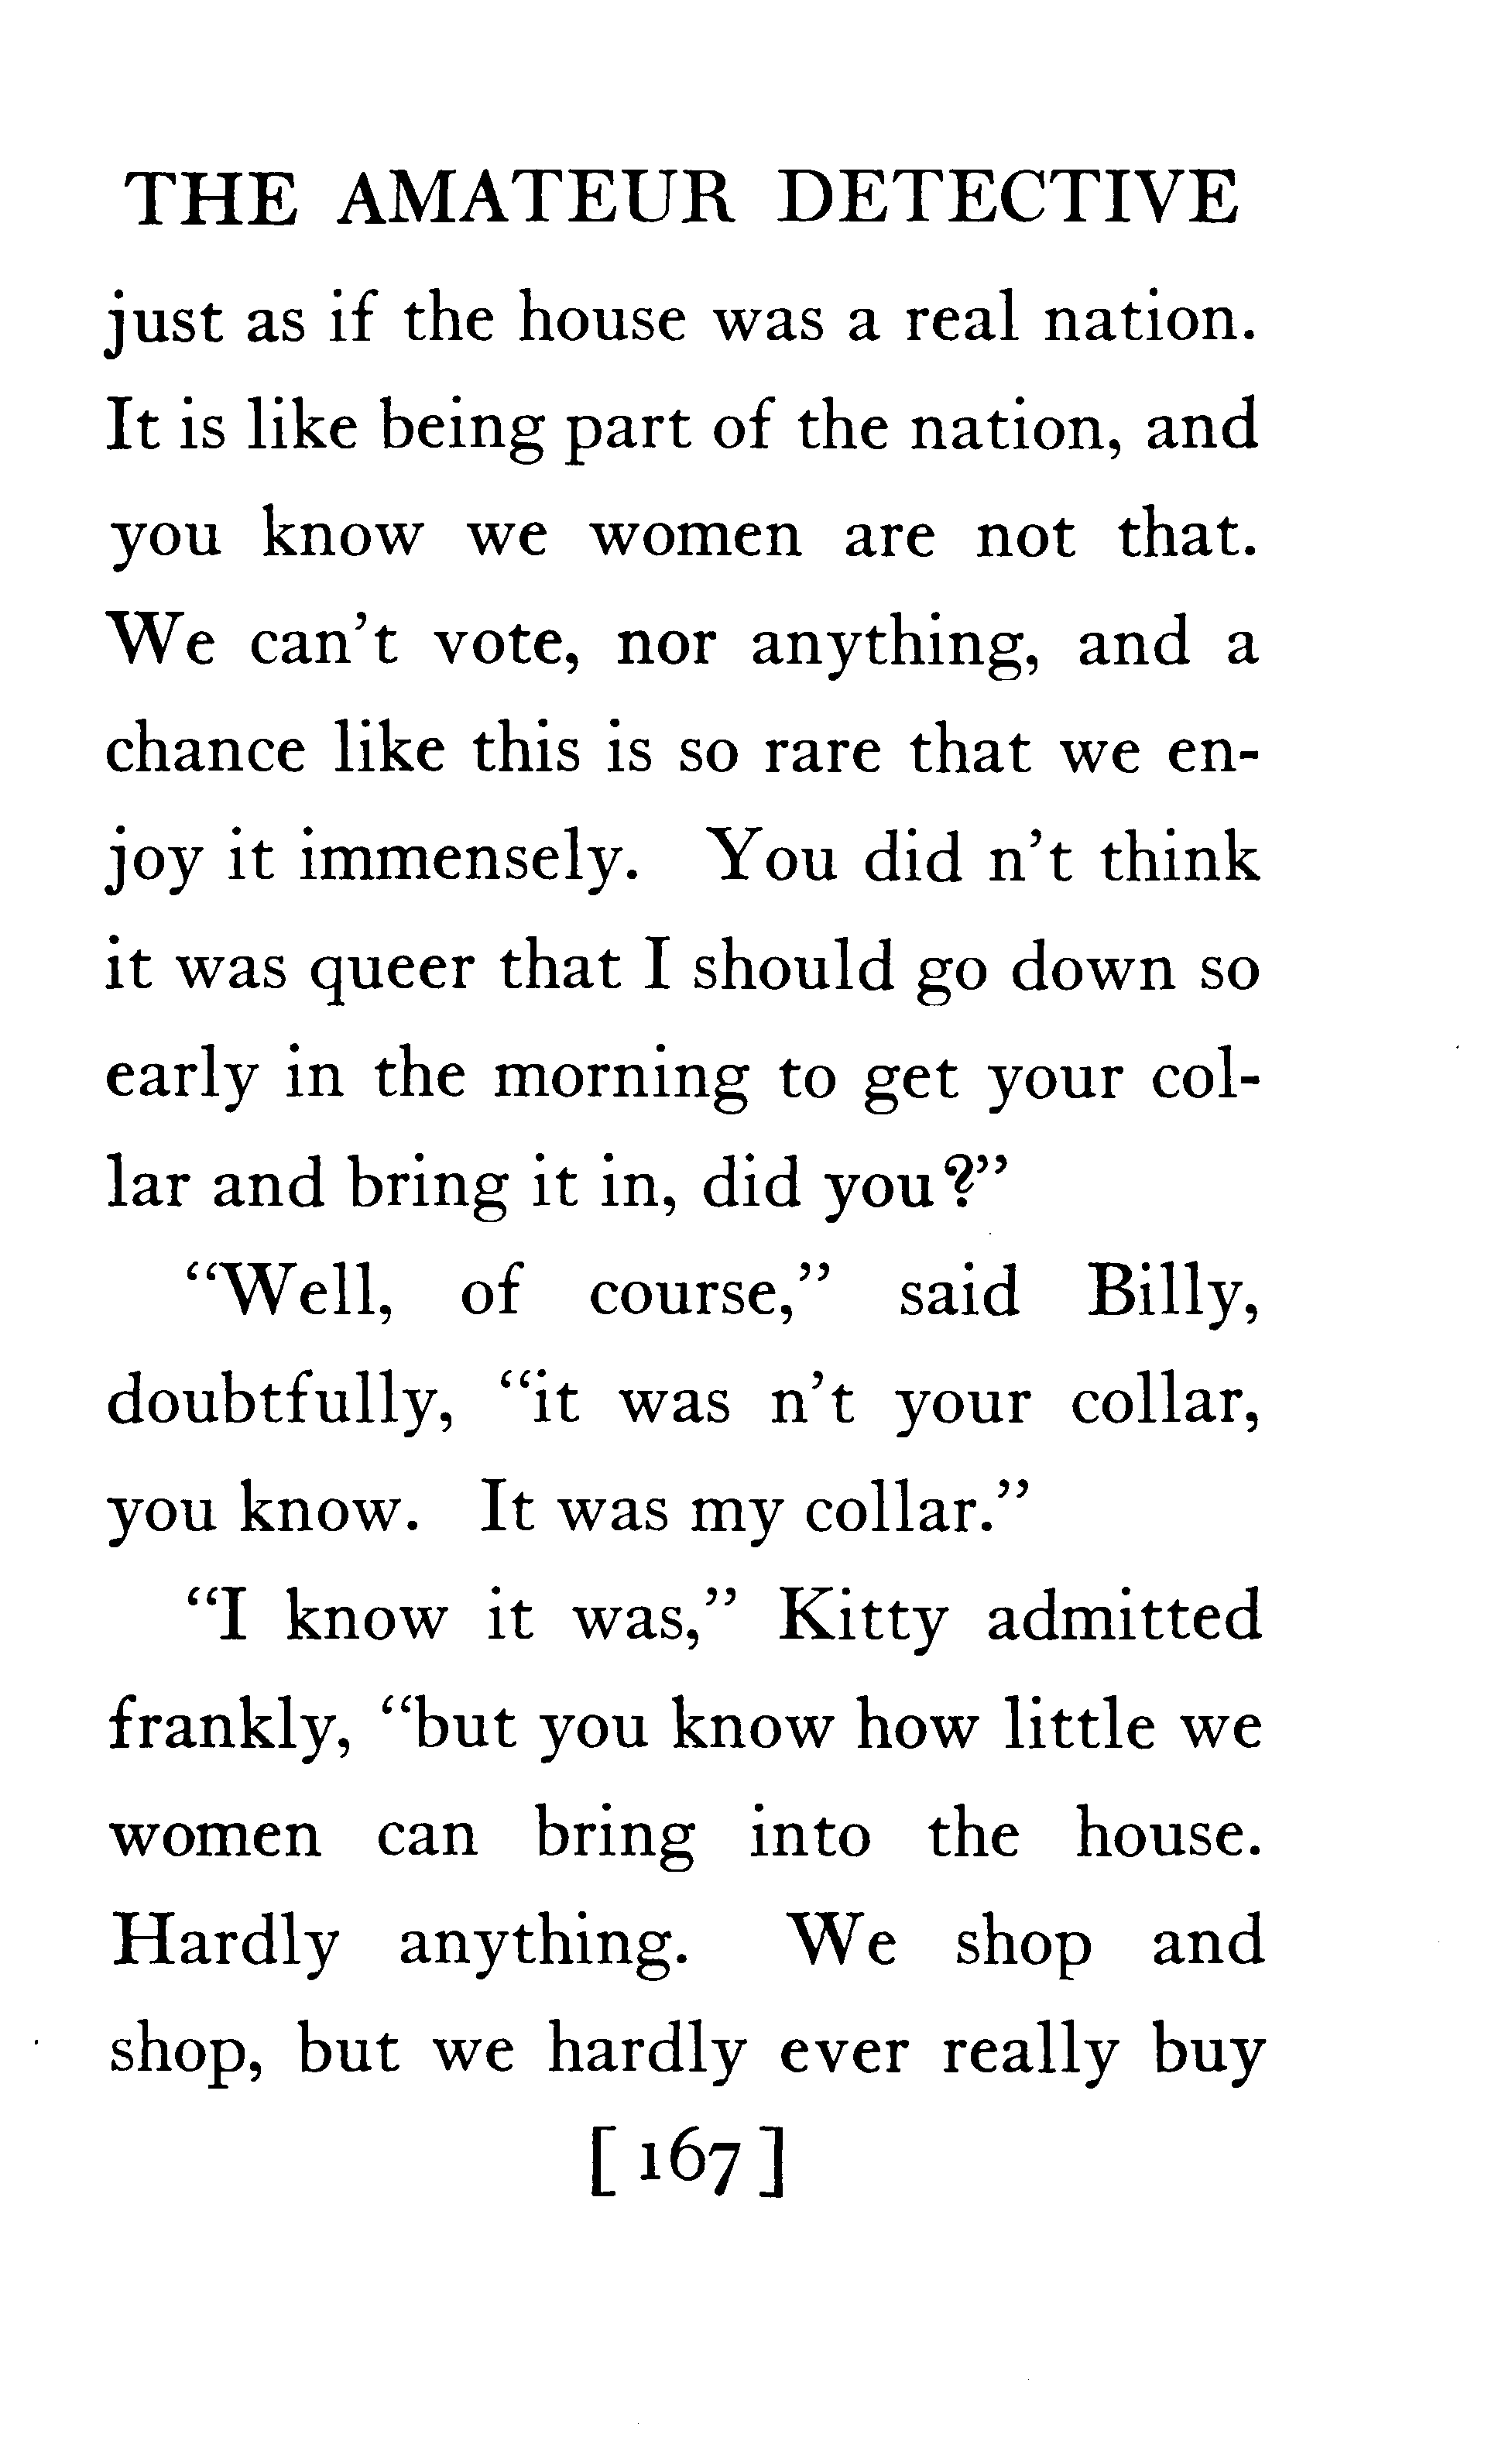 THE AMATEUR DETECTIVE
just as if the house was a real nation.
It is like being part of the nation, and
you know we women are not that.
We can't vote, nor anything, and a
chance like this is so rare that we en-
joy it immensely. You did n't think
it was queer that I should go down so
early in the morning to get your col-
lar and bring it in, did you?"
"Well, of course," said Billy,
doubtfully, "it was n't your collar,
you know. It was my collar."
"I know it was," Kitty admitted
frankly, "but you know how little we
women can bring into the house.
Hardly anything. We shop and
shop, but we hardly ever really buy
[ 167 ]